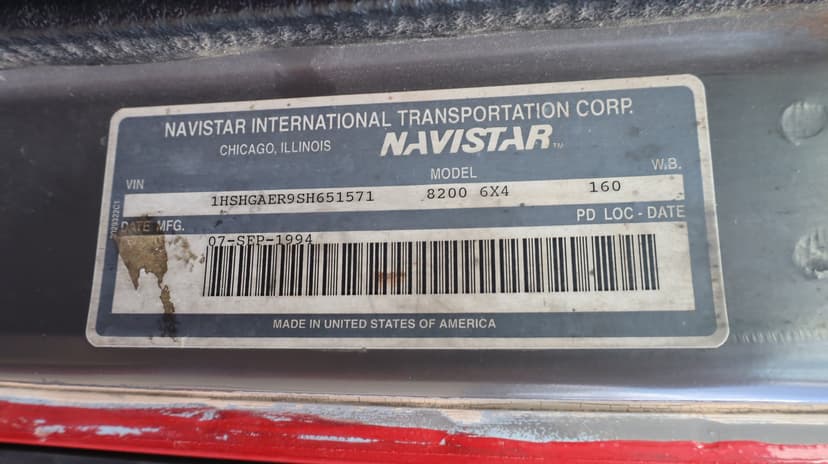 NAVISTAR INTERNATIONAL TRANSPORTATION CORP.
CHICAGO, ILLINOIS NAVISTAR TM
VIN MODEL W.B.
1HSHGAER9SH651571 8200 6X4 160
DATE MFG. PD LOC - DATE
07-SEP-1994
MADE IN UNITED STATES OF AMERICA